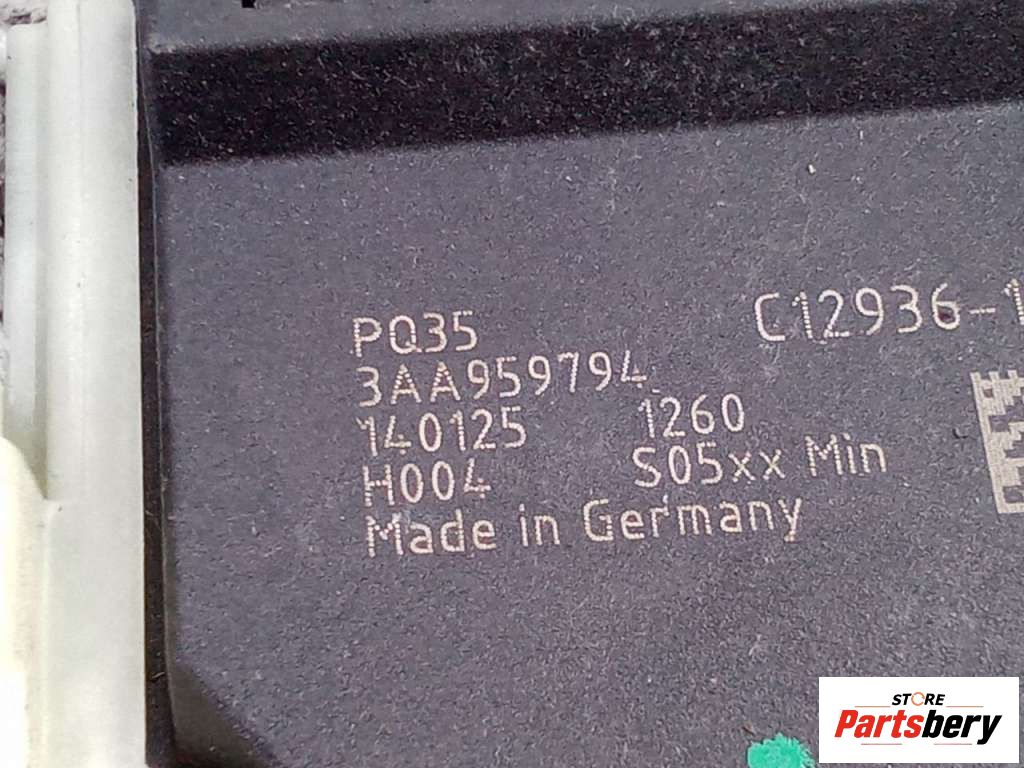 PQ35
C12936-1
3AA959794
140125 1260
H004 S05xx Min
Made in Germany
STORE
Partsbery